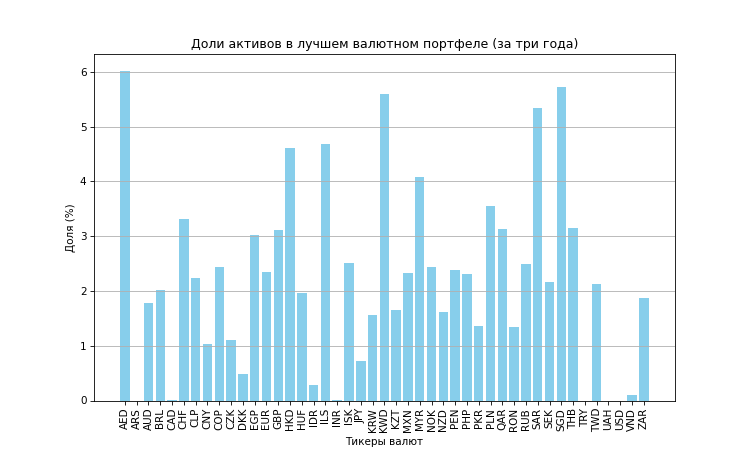 Доли активов в лучшем валютном портфеле (за три года)
6
5
4
3
2
1
0
Доля (%)
AED ARS AUD BRL CAD CHF CLP CNY COP CZK DKK EGP EUR GBP HKD HUF IDR ILS INR ISK JPY KRW KWD KZT MXN MYR NOK NZD PEN PHP PKR PLN QAR RON RUB SAR SEK SGD THB TRY TWD UAH USD VND ZAR
Тикеры валют